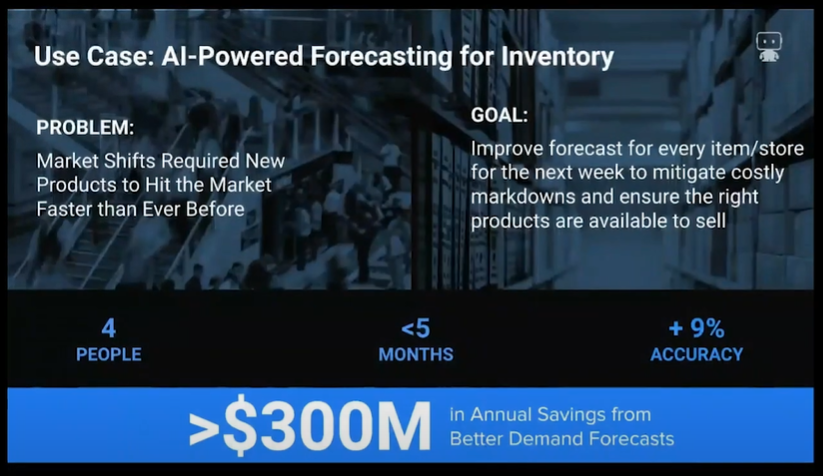 Use Case: AI-Powered Forecasting for Inventory
PROBLEM:
Market Shifts Required New
Products to Hit the Market
Faster than Ever Before
GOAL:
Improve forecast for every item/store
for the next week to mitigate costly
markdowns and ensure the right
products are available to sell
4
PEOPLE
<5
MONTHS
+ 9%
ACCURACY
>$300M
in Annual Savings from
Better Demand Forecasts